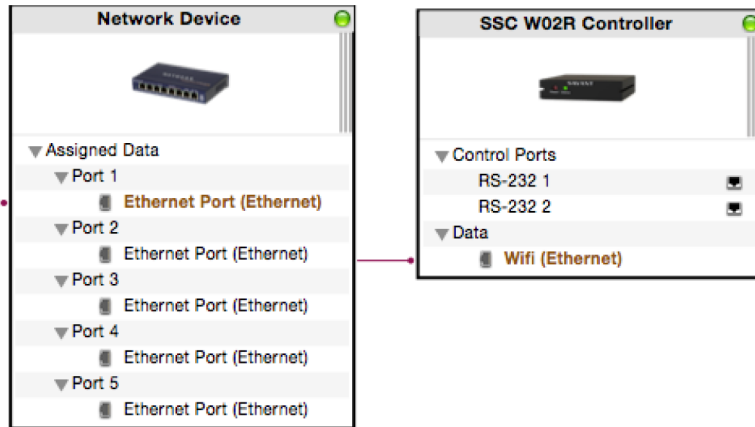 Network Device
Assigned Data
Port 1
Ethernet Port (Ethernet)
Port 2
Ethernet Port (Ethernet)
Port 3
Ethernet Port (Ethernet)
Port 4
Ethernet Port (Ethernet)
Port 5
Ethernet Port (Ethernet)
SSC W02R Controller
Control Ports
RS-232 1
RS-232 2
Data
Wifi (Ethernet)